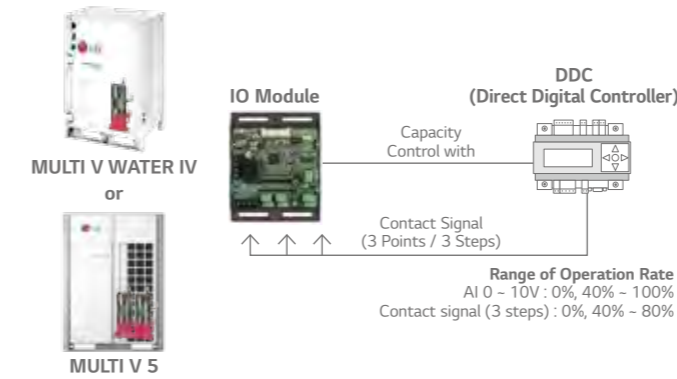 MULTI V WATER IV
or
MULTI V 5
IO Module
DDC
(Direct Digital Controller)
Capacity
Control with
Contact Signal
(3 Points / 3 Steps)
Range of Operation Rate
AI 0 ~ 10V : 0%, 40% ~ 100%
Contact signal (3 steps) : 0%, 40% ~ 80%